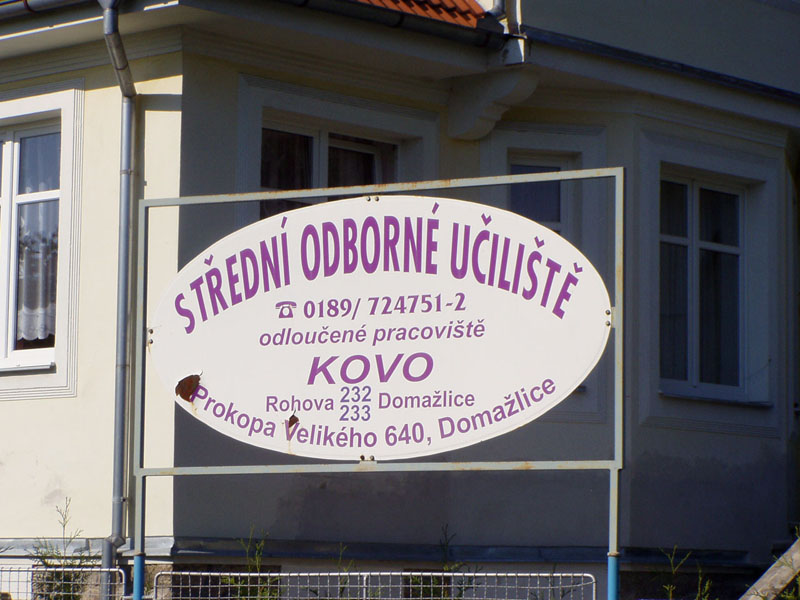 STŘEDNÍ ODBORNÉ UČILIŠTĚ
☎ 0189/ 724751-2
odloučené pracoviště
KOVO
Rohova 232 233 Domažlice
Prokopa Velikého 640, Domažlice